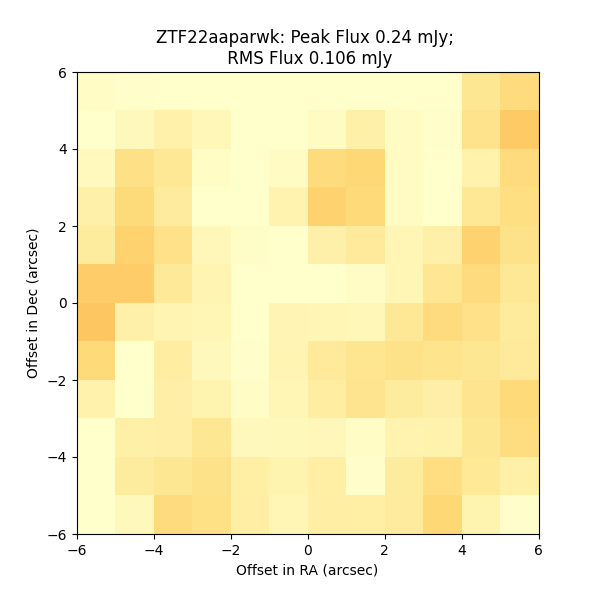 ZTF22aaparwk: Peak Flux 0.24 mJy;
RMS Flux 0.106 mJy
6
4
2
0
−2
−4
−6
Offset in Dec (arcsec)
−6 −4 −2 0 2 4 6
Offset in RA (arcsec)